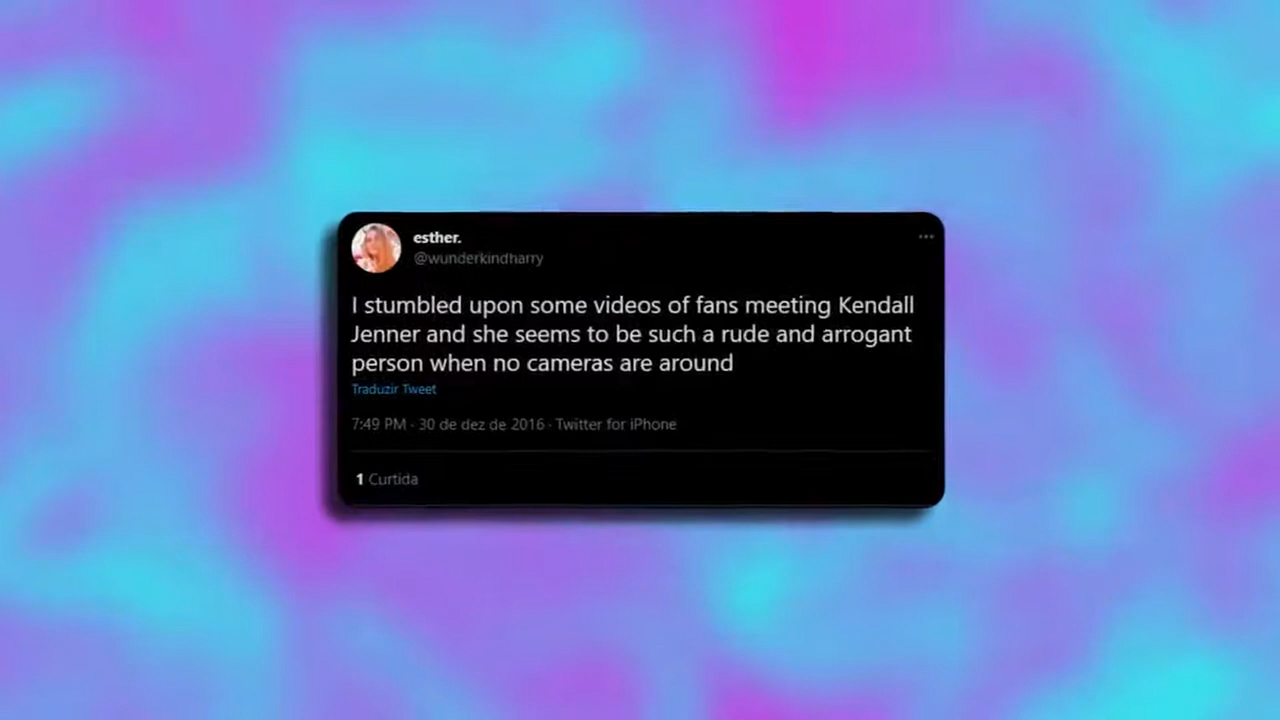 esther.
@wunderkindharry
I stumbled upon some videos of fans meeting Kendall
Jenner and she seems to be such a rude and arrogant
person when no cameras are around
Traduzir Tweet
7:49 PM · 30 de dez de 2016 · Twitter for iPhone
1 Curtida